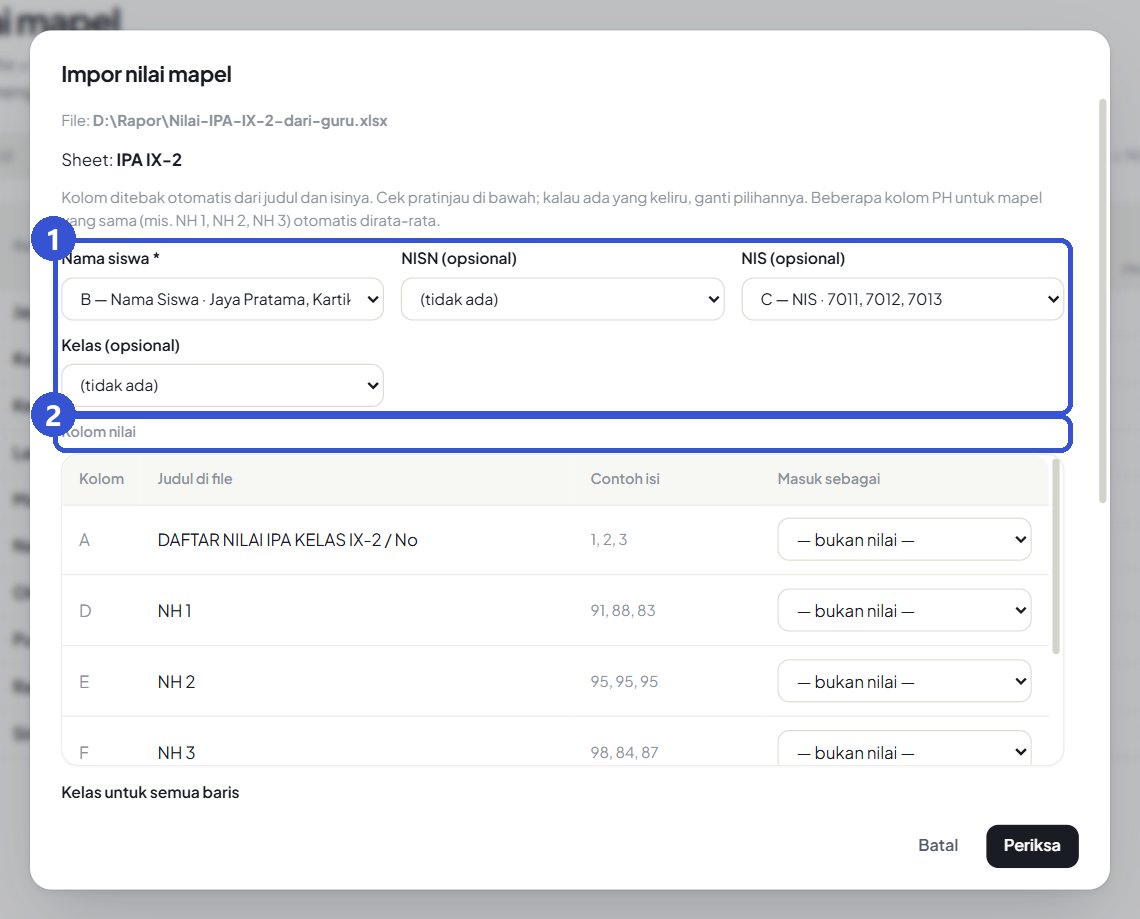 i mapel
Impor nilai mapel
File: D:\Rapor\Nilai-IPA-IX-2-dari-guru.xlsx
Sheet: IPA IX-2
Kolom ditebak otomatis dari judul dan isinya. Cek pratinjau di bawah; kalau ada yang keliru, ganti pilihannya. Beberapa kolom PH untuk mapel
yang sama (mis. NH 1, NH 2, NH 3) otomatis dirata-rata.
1
Nama siswa * NISN (opsional) NIS (opsional)
B — Nama Siswa · Jaya Pratama, Kartik (tidak ada) C — NIS · 7011, 7012, 7013
Kelas (opsional)
(tidak ada)
2
Kolom nilai
Kolom Judul di file Contoh isi Masuk sebagai
A DAFTAR NILAI IPA KELAS IX-2 / No 1, 2, 3 — bukan nilai —
D NH 1 91, 88, 83 — bukan nilai —
E NH 2 95, 95, 95 — bukan nilai —
F NH 3 98, 84, 87 — bukan nilai —
Kelas untuk semua baris
Batal Periksa